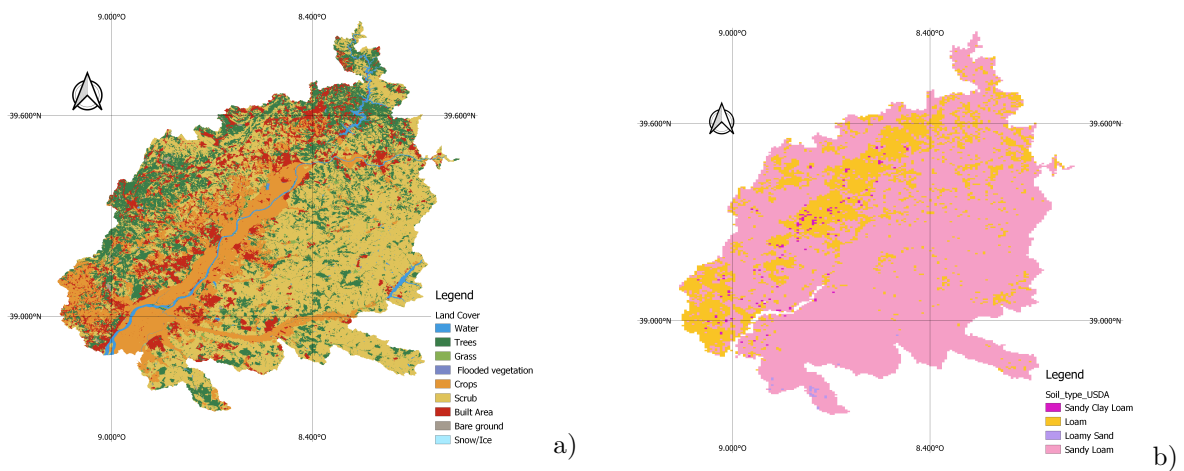 9.000°O
8.400°O
39.600°N
39.600°N
39.000°N
Legend
Land Cover
Water
Trees
Grass
Flooded vegetation
Crops
Scrub
Built Area
Bare ground
Snow/Ice
9.000°O
8.400°O
a)
9.000°O
8.400°O
39.600°N
39.600°N
39.000°N
39.000°N
Legend
Soil_type_USDA
Sandy Clay Loam
Loam
Loamy Sand
Sandy Loam
9.000°O
8.400°O
b)